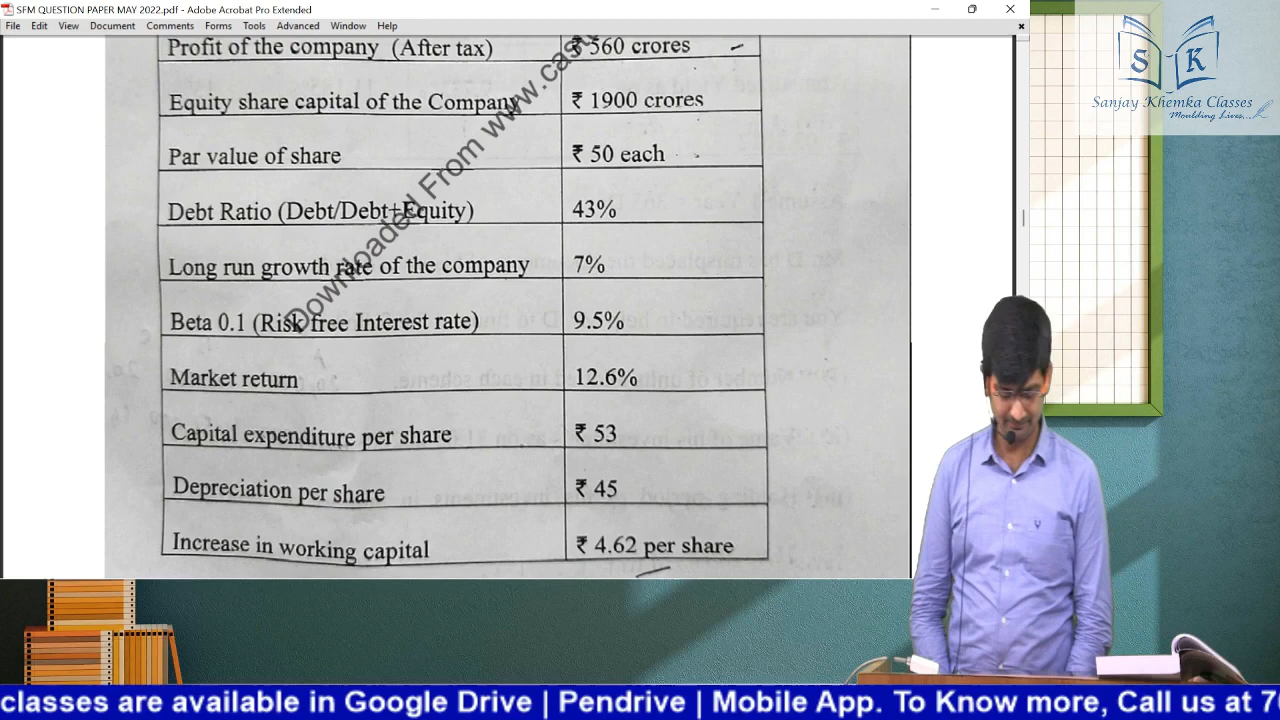 SFM QUESTION PAPER MAY 2022.pdf - Adobe Acrobat Pro Extended
File Edit View Document Comments Forms Tools Advanced Window Help
Profit of the company (After tax) ₹ 560 crores
Equity share capital of the Company ₹ 1900 crores
Par value of share ₹ 50 each
Debt Ratio (Debt/Debt+Equity) 43%
Long run growth rate of the company 7%
Beta 0.1 (Risk free Interest rate) 9.5%
Market return 12.6%
Capital expenditure per share ₹ 53
Depreciation per share ₹ 45
Increase in working capital ₹ 4.62 per share
Downloaded From www.cas
S K
Sanjay Khemka Classes
Moulding Lives...
classes are available in Google Drive | Pendrive | Mobile App. To Know more, Call us at 7